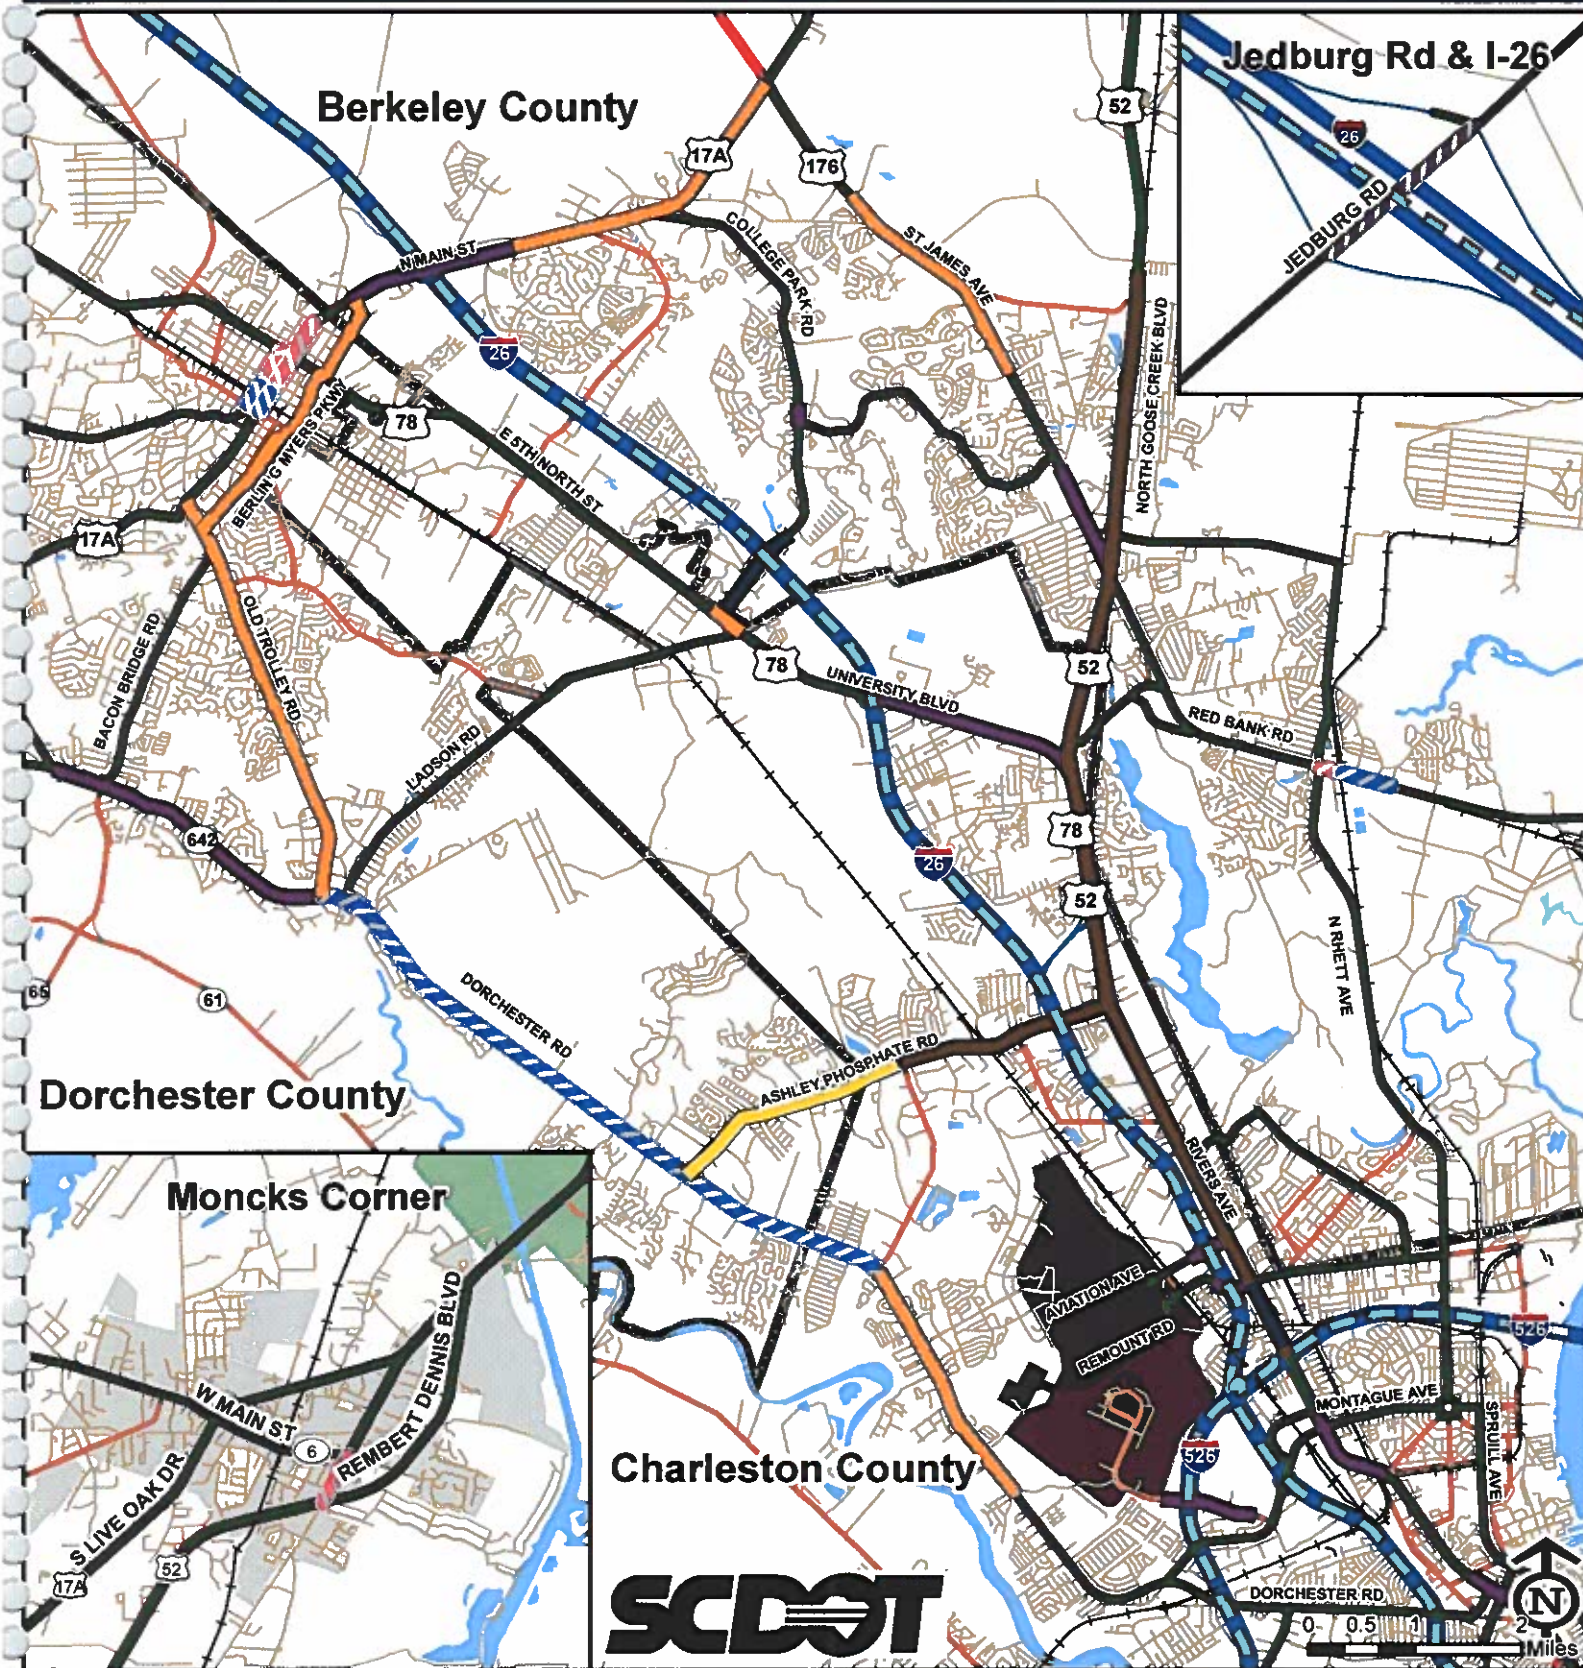 Jedburg Rd & I-26
Berkeley County
52
26
17A
176
JEDBURG RD
COLLEGE PARK RD
ST JAMES AVE
N MAIN ST
NORTH GOOSE CREEK BLVD
26
BERLING MYERS PKWY
78
E 5TH NORTH ST
17A
OLD TROLLEY RD
BACON BRIDGE RD
78
52
UNIVERSITY BLVD
RED BANK RD
LADSON RD
642
78
26
52
N RHETT AVE
65
61
DORCHESTER RD
ASHLEY PHOSPHATE RD
Dorchester County
RIVERS AVE
Moncks Corner
AVIATION AVE
REMOUNT RD
526
REMBERT DENNIS BLVD
W MAIN ST
6
MONTAGUE AVE
SPRUILL AVE
526
Charleston County
S LIVE OAK DR
17A
52
SCDOT
DORCHESTER RD
N
0 0.5 1 2
Miles